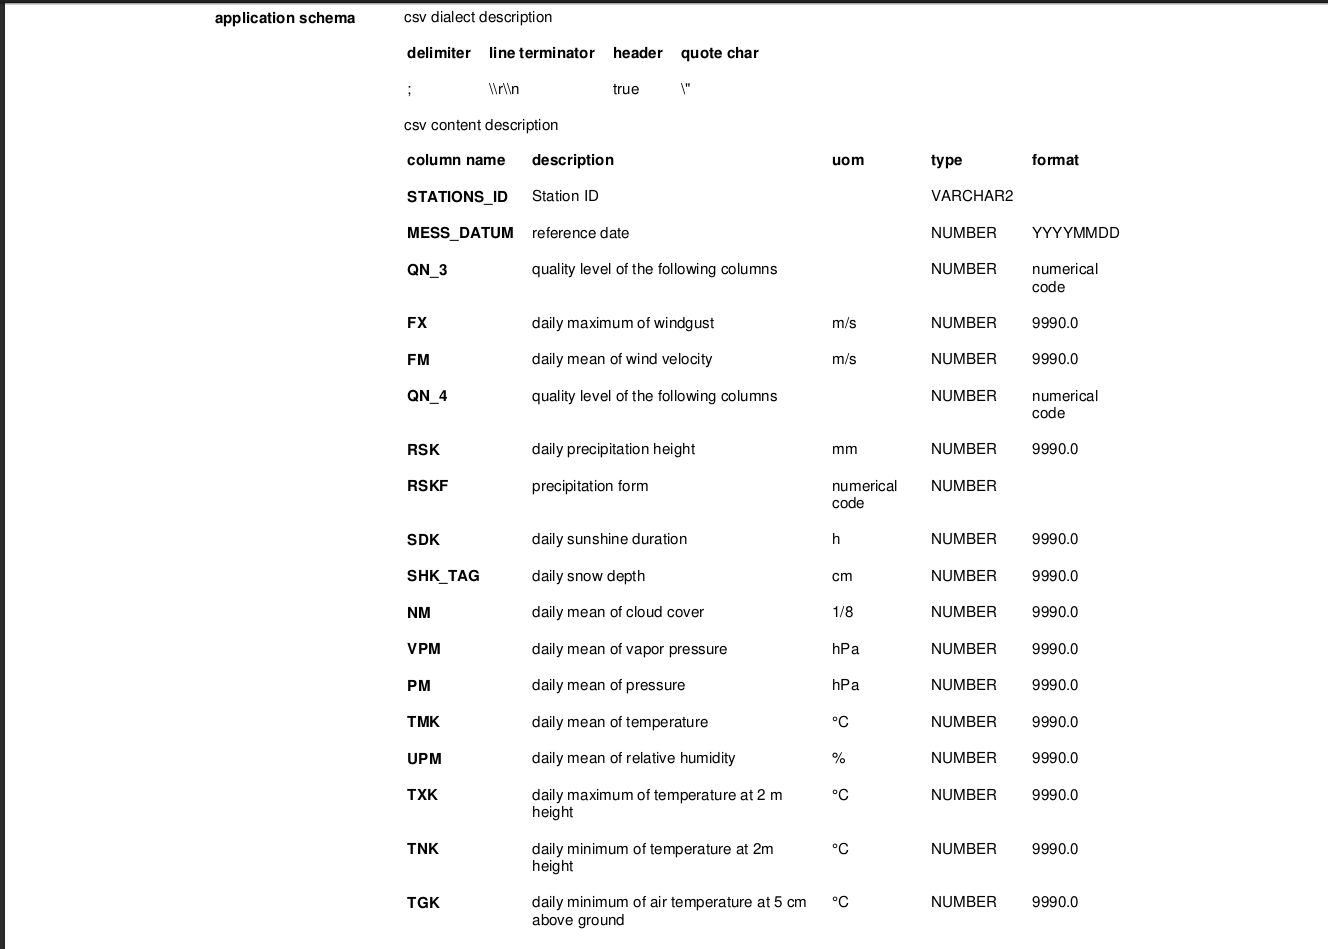 application schema csv dialect description
delimiter line terminator header quote char
; \\r\\n true \"
csv content description
column name description uom type format
STATIONS_ID Station ID VARCHAR2
MESS_DATUM reference date NUMBER YYYYMMDD
QN_3 quality level of the following columns NUMBER numerical
code
FX daily maximum of windgust m/s NUMBER 9990.0
FM daily mean of wind velocity m/s NUMBER 9990.0
QN_4 quality level of the following columns NUMBER numerical
code
RSK daily precipitation height mm NUMBER 9990.0
RSKF precipitation form numerical NUMBER
code
SDK daily sunshine duration h NUMBER 9990.0
SHK_TAG daily snow depth cm NUMBER 9990.0
NM daily mean of cloud cover 1/8 NUMBER 9990.0
VPM daily mean of vapor pressure hPa NUMBER 9990.0
PM daily mean of pressure hPa NUMBER 9990.0
TMK daily mean of temperature °C NUMBER 9990.0
UPM daily mean of relative humidity % NUMBER 9990.0
TXK daily maximum of temperature at 2 m °C NUMBER 9990.0
height
TNK daily minimum of temperature at 2m °C NUMBER 9990.0
height
TGK daily minimum of air temperature at 5 cm °C NUMBER 9990.0
above ground